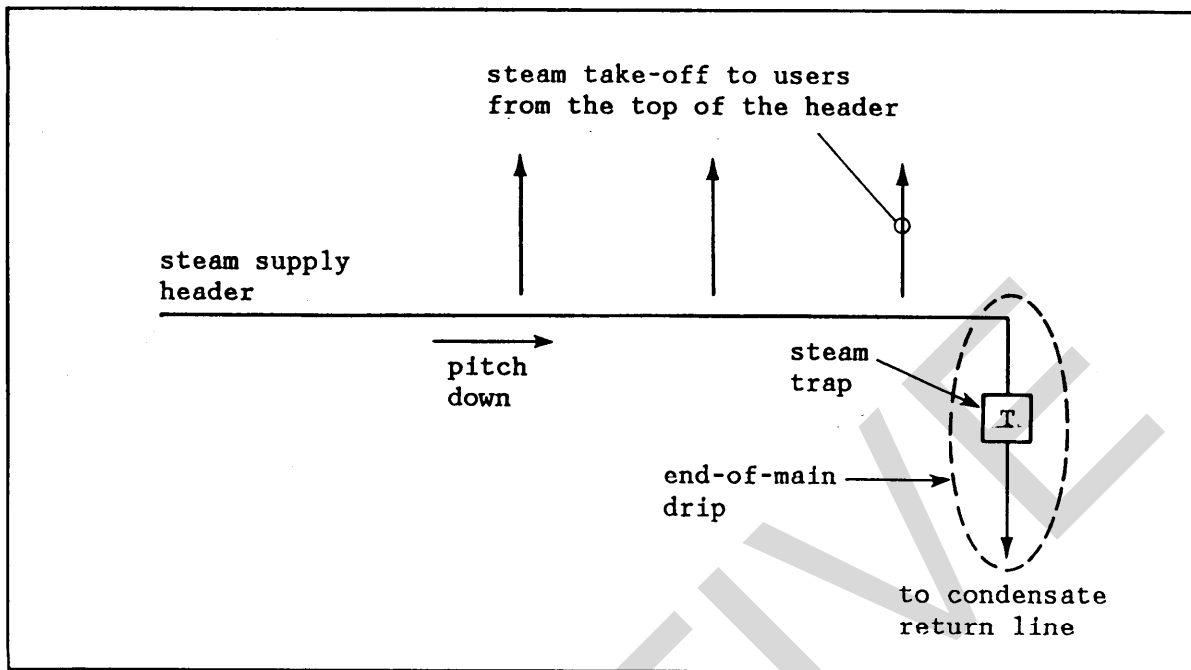 steam take-off to users
from the top of the header
steam supply
header
pitch
down
steam
trap
T
end-of-main
drip
to condensate
return line